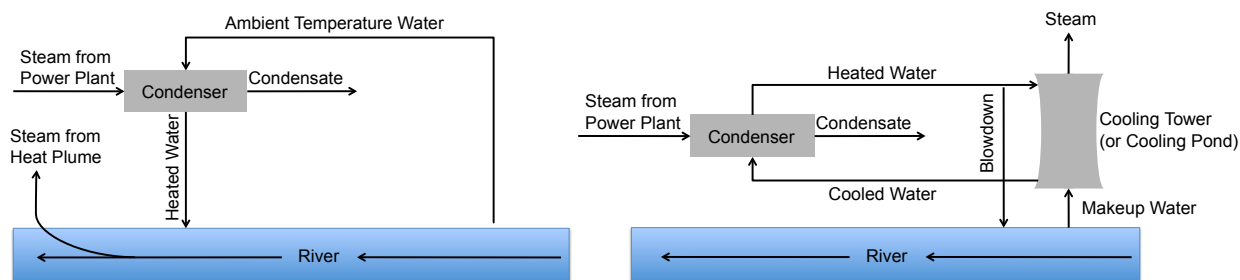 Ambient Temperature Water
Steam from
Power Plant
Condenser
Condensate
Steam from
Heat Plume
Heated Water
River
Steam
Heated Water
Steam from
Power Plant
Condenser
Condensate
Blowdown
Cooling Tower
(or Cooling Pond)
Cooled Water
Makeup Water
River